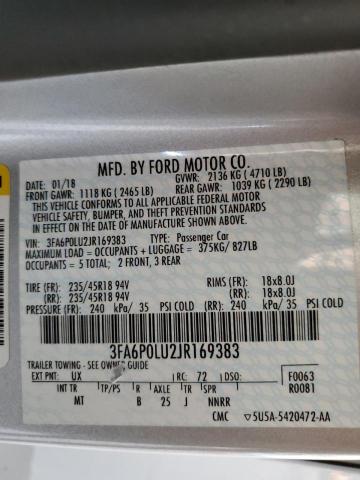 MFD. BY FORD MOTOR CO.
DATE: 01/18 GVWR: 2136 KG (4710 LB)
FRONT GAWR: 1118 KG (2465 LB) REAR GAWR: 1039 KG (2290 LB)
THIS VEHICLE CONFORMS TO ALL APPLICABLE FEDERAL MOTOR
VEHICLE SAFETY, BUMPER, AND THEFT PREVENTION STANDARDS
IN EFFECT ON THE DATE OF MANUFACTURE SHOWN ABOVE.
VIN: 3FA6P0LU2JR169383 TYPE: Passenger Car
MAXIMUM LOAD = OCCUPANTS + LUGGAGE = 375KG/ 827LB
OCCUPANTS = 5 TOTAL; 2 FRONT, 3 REAR
TIRE (FR): 235/45R18 94V RIMS (FR): 18x8.0J
(RR): 235/45R18 94V (RR): 18x8.0J
PRESSURE (FR): 240 kPa/ 35 PSI COLD (RR): 240 kPa/ 35 PSI COLD
3FA6P0LU2JR169383
TRAILER TOWING - SEE OWNER GUIDE
EXT PNT: UX RC: 72 DSO: F0063
INT TR TP/PS R AXLE TR SPR R0081
MT B 25 J NNRR
CMC 5U5A-5420472-AA